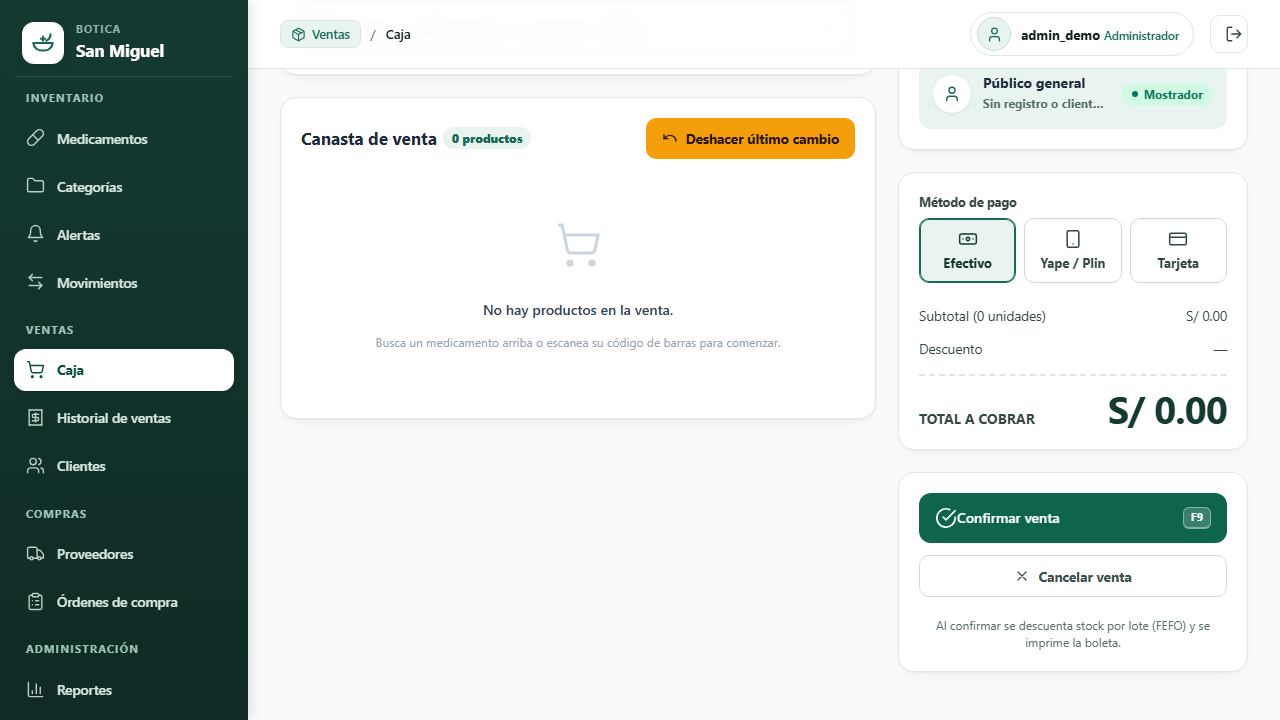 BOTICA
San Miguel
INVENTARIO
Medicamentos
Categorías
Alertas
Movimientos
VENTAS
Caja
Historial de ventas
Clientes
COMPRAS
Proveedores
Órdenes de compra
ADMINISTRACIÓN
Reportes
Ventas / Caja
admin_demo Administrador
Canasta de venta 0 productos
Deshacer último cambio
No hay productos en la venta.
Busca un medicamento arriba o escanea su código de barras para comenzar.
Público general
Sin registro o client...
Mostrador
Método de pago
Efectivo
Yape / Plin
Tarjeta
Subtotal (0 unidades) S/ 0.00
Descuento —
TOTAL A COBRAR S/ 0.00
Confirmar venta F9
Cancelar venta
Al confirmar se descuenta stock por lote (FEFO) y se
imprime la boleta.